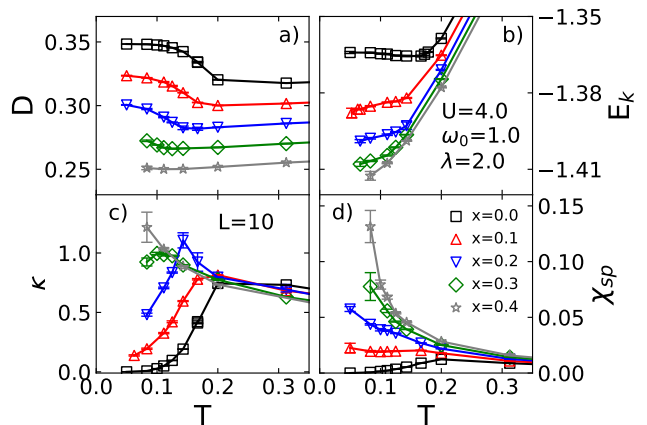 a)
D
0.35
0.30
0.25
b)
E_k
−1.35
−1.38
−1.41
U=4.0
ω₀=1.0
λ=2.0
c)
L=10
κ
1.0
0.5
0.0
0.0 0.1 0.2 0.3
T
d)
x=0.0
x=0.1
x=0.2
x=0.3
x=0.4
χ_sp
0.15
0.10
0.05
0.00
0.0 0.1 0.2 0.3
T